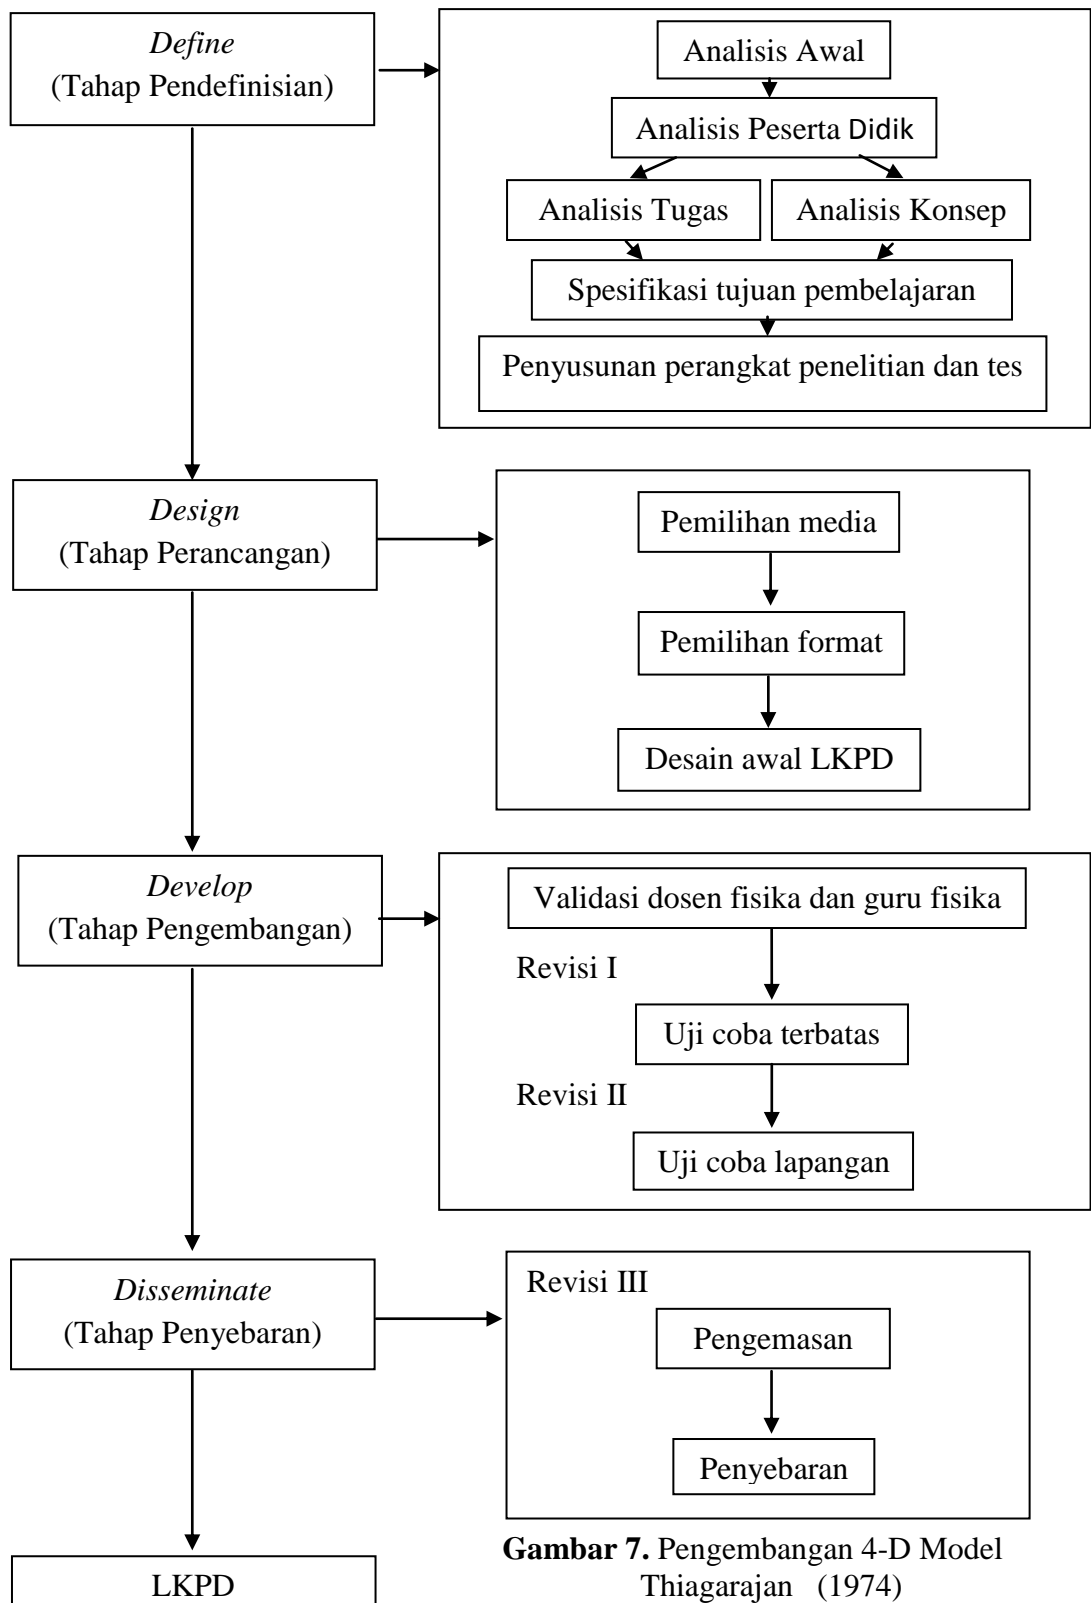 Define
(Tahap Pendefinisian)
Analisis Awal
Analisis Peserta Didik
Analisis Tugas
Analisis Konsep
Spesifikasi tujuan pembelajaran
Penyusunan perangkat penelitian dan tes
Design
(Tahap Perancangan)
Pemilihan media
Pemilihan format
Desain awal LKPD
Develop
(Tahap Pengembangan)
Validasi dosen fisika dan guru fisika
Revisi I
Uji coba terbatas
Revisi II
Uji coba lapangan
Disseminate
(Tahap Penyebaran)
Revisi III
Pengemasan
Penyebaran
LKPD
Gambar 7. Pengembangan 4-D Model
Thiagarajan (1974)